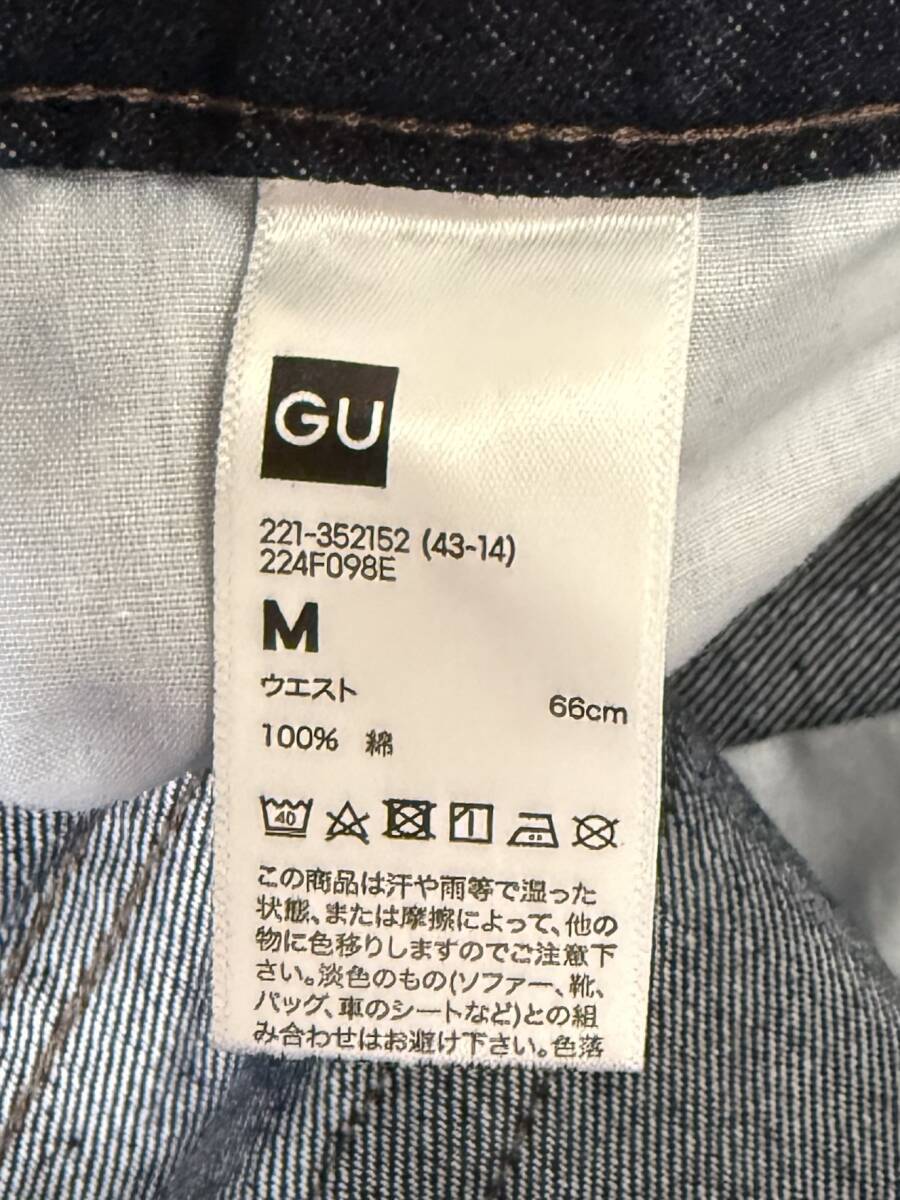 GU
221-352152 (43-14)
224F098E
M
ウエスト 66cm
100% 綿
40
この商品は汗や雨等で湿った
状態、または摩擦によって、他の
物に色移りしますのでご注意下
さい。淡色のもの(ソファー、靴、
バッグ、車のシートなど)との組
み合わせはお避け下さい。色落